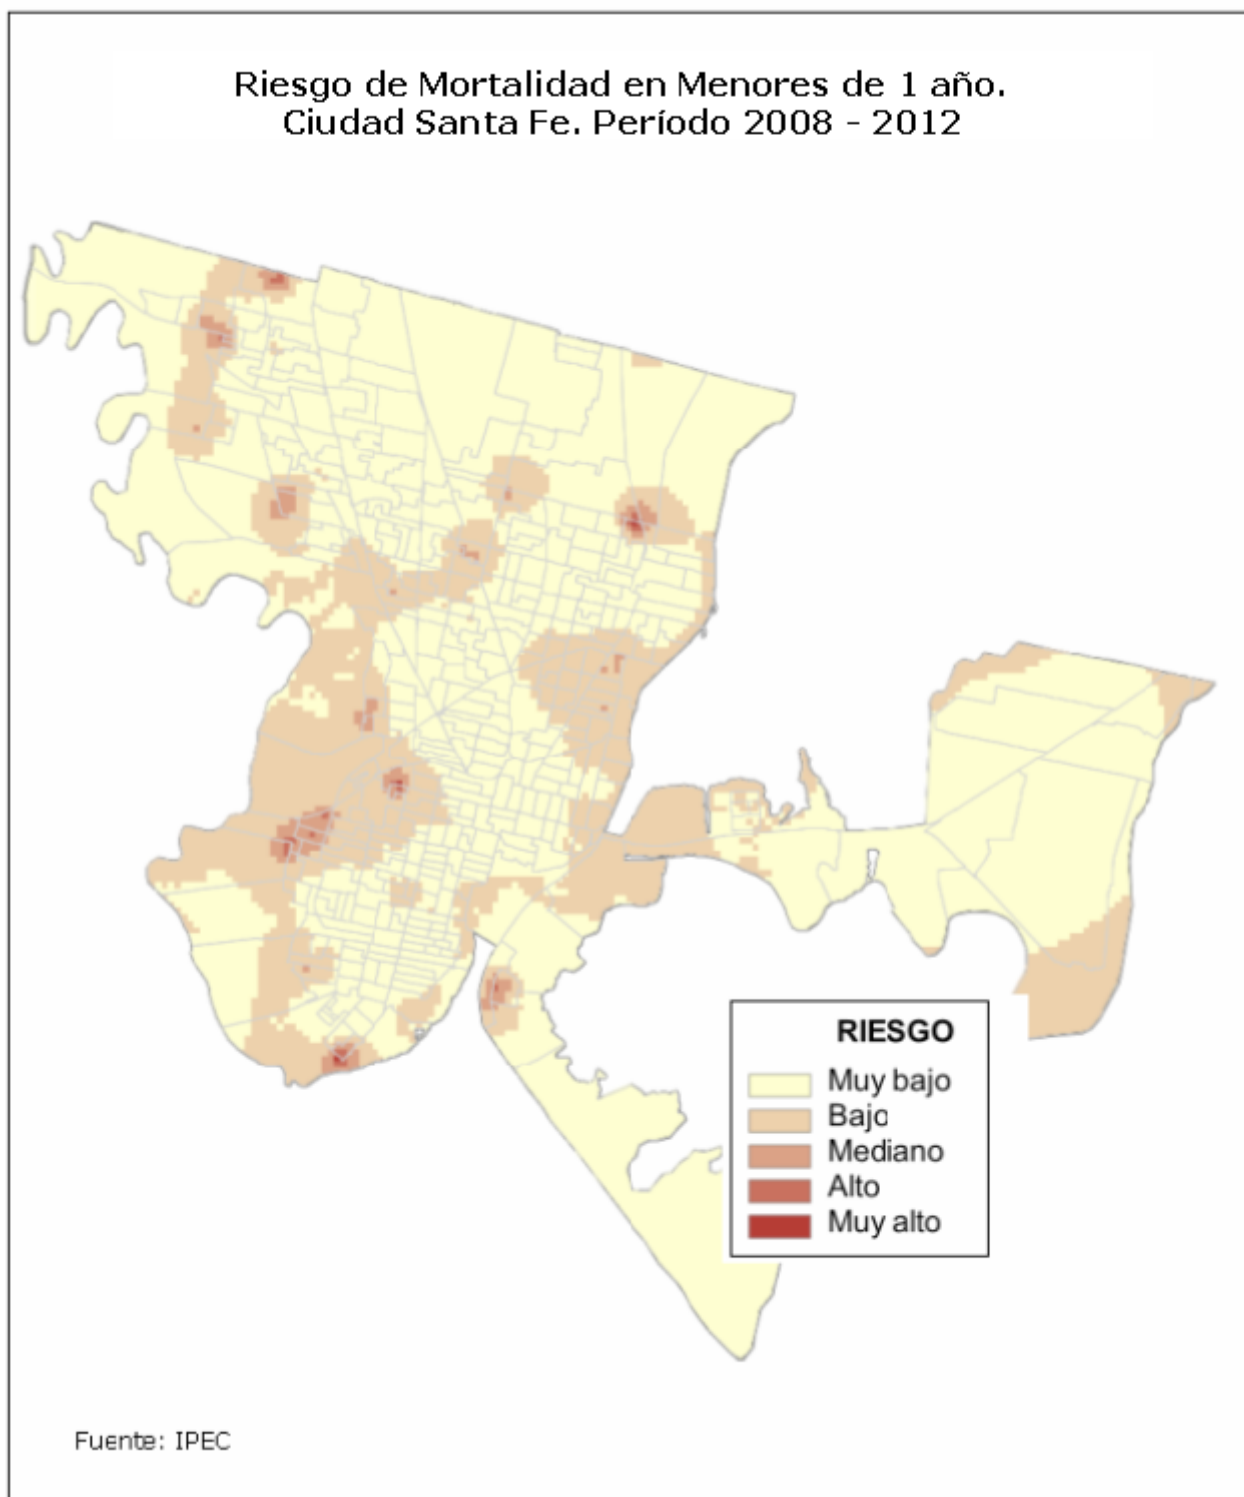 Riesgo de Mortalidad en Menores de 1 año.
Ciudad Santa Fe. Período 2008 - 2012
RIESGO
Muy bajo
Bajo
Mediano
Alto
Muy alto
Fuente: IPEC